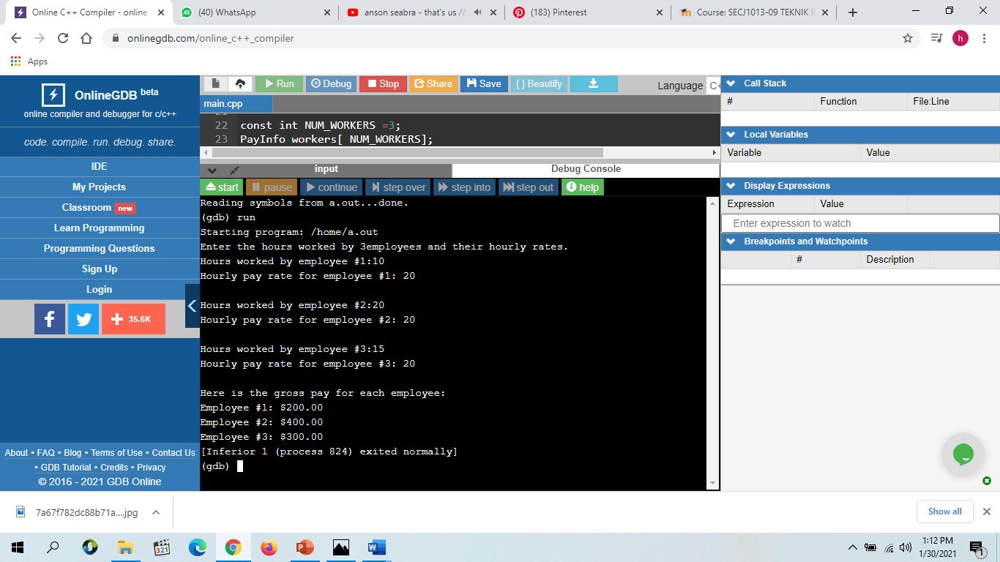 Online C++ Compiler - online
(40) WhatsApp
anson seabra - that's us //
(183) Pinterest
Course: SECJ1013-09 TEKNIK P
onlinegdb.com/online_c++_compiler
h
Apps
OnlineGDB beta
online compiler and debugger for c/c++
code. compile. run. debug. share.
IDE
My Projects
Classroom new
Learn Programming
Programming Questions
Sign Up
Login
f + 35.6K
About • FAQ • Blog • Terms of Use • Contact Us
• GDB Tutorial • Credits • Privacy
© 2016 - 2021 GDB Online
Run Debug Stop Share Save { } Beautify Language C+
main.cpp
22 const int NUM_WORKERS =3;
23 PayInfo workers[ NUM_WORKERS];
input Debug Console
start pause continue step over step into step out help
Reading symbols from a.out...done.
(gdb) run
Starting program: /home/a.out
Enter the hours worked by 3employees and their hourly rates.
Hours worked by employee #1:10
Hourly pay rate for employee #1: 20
Hours worked by employee #2:20
Hourly pay rate for employee #2: 20
Hours worked by employee #3:15
Hourly pay rate for employee #3: 20
Here is the gross pay for each employee:
Employee #1: $200.00
Employee #2: $400.00
Employee #3: $300.00
[Inferior 1 (process 824) exited normally]
(gdb)
Call Stack
# Function File:Line
Local Variables
Variable Value
Display Expressions
Expression Value
Enter expression to watch
Breakpoints and Watchpoints
# Description
7a67f782dc88b71a....jpg
Show all
321
P
W
1:12 PM
1/30/2021
1